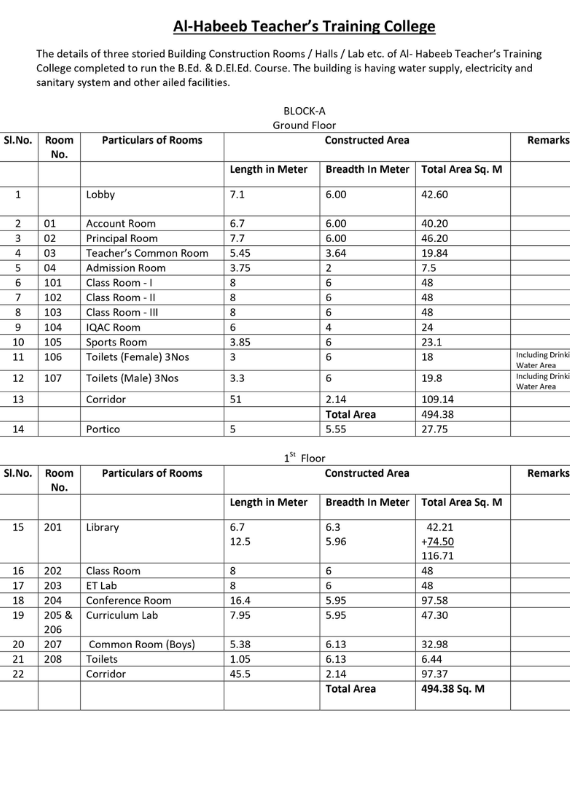 Al-Habeeb Teacher's Training College
The details of three storied Building Construction Rooms / Halls / Lab etc. of Al- Habeeb Teacher's Training
College completed to run the B.Ed. & D.El.Ed. Course. The building is having water supply, electricity and
sanitary system and other ailed facilities.
BLOCK-A
Ground Floor
Sl.No. Room No. Particulars of Rooms Constructed Area Remarks
Length in Meter Breadth In Meter Total Area Sq. M
1 Lobby 7.1 6.00 42.60
2 01 Account Room 6.7 6.00 40.20
3 02 Principal Room 7.7 6.00 46.20
4 03 Teacher's Common Room 5.45 3.64 19.84
5 04 Admission Room 3.75 2 7.5
6 101 Class Room - I 8 6 48
7 102 Class Room - II 8 6 48
8 103 Class Room - III 8 6 48
9 104 IQAC Room 6 4 24
10 105 Sports Room 3.85 6 23.1
11 106 Toilets (Female) 3Nos 3 6 18 Including Drinki
Water Area
12 107 Toilets (Male) 3Nos 3.3 6 19.8 Including Drinki
Water Area
13 Corridor 51 2.14 109.14
Total Area 494.38
14 Portico 5 5.55 27.75
1St Floor
Sl.No. Room No. Particulars of Rooms Constructed Area Remarks
Length in Meter Breadth In Meter Total Area Sq. M
15 201 Library 6.7 6.3 42.21
12.5 5.96 +74.50
116.71
16 202 Class Room 8 6 48
17 203 ET Lab 8 6 48
18 204 Conference Room 16.4 5.95 97.58
19 205 & 206 Curriculum Lab 7.95 5.95 47.30
20 207 Common Room (Boys) 5.38 6.13 32.98
21 208 Toilets 1.05 6.13 6.44
22 Corridor 45.5 2.14 97.37
Total Area 494.38 Sq. M